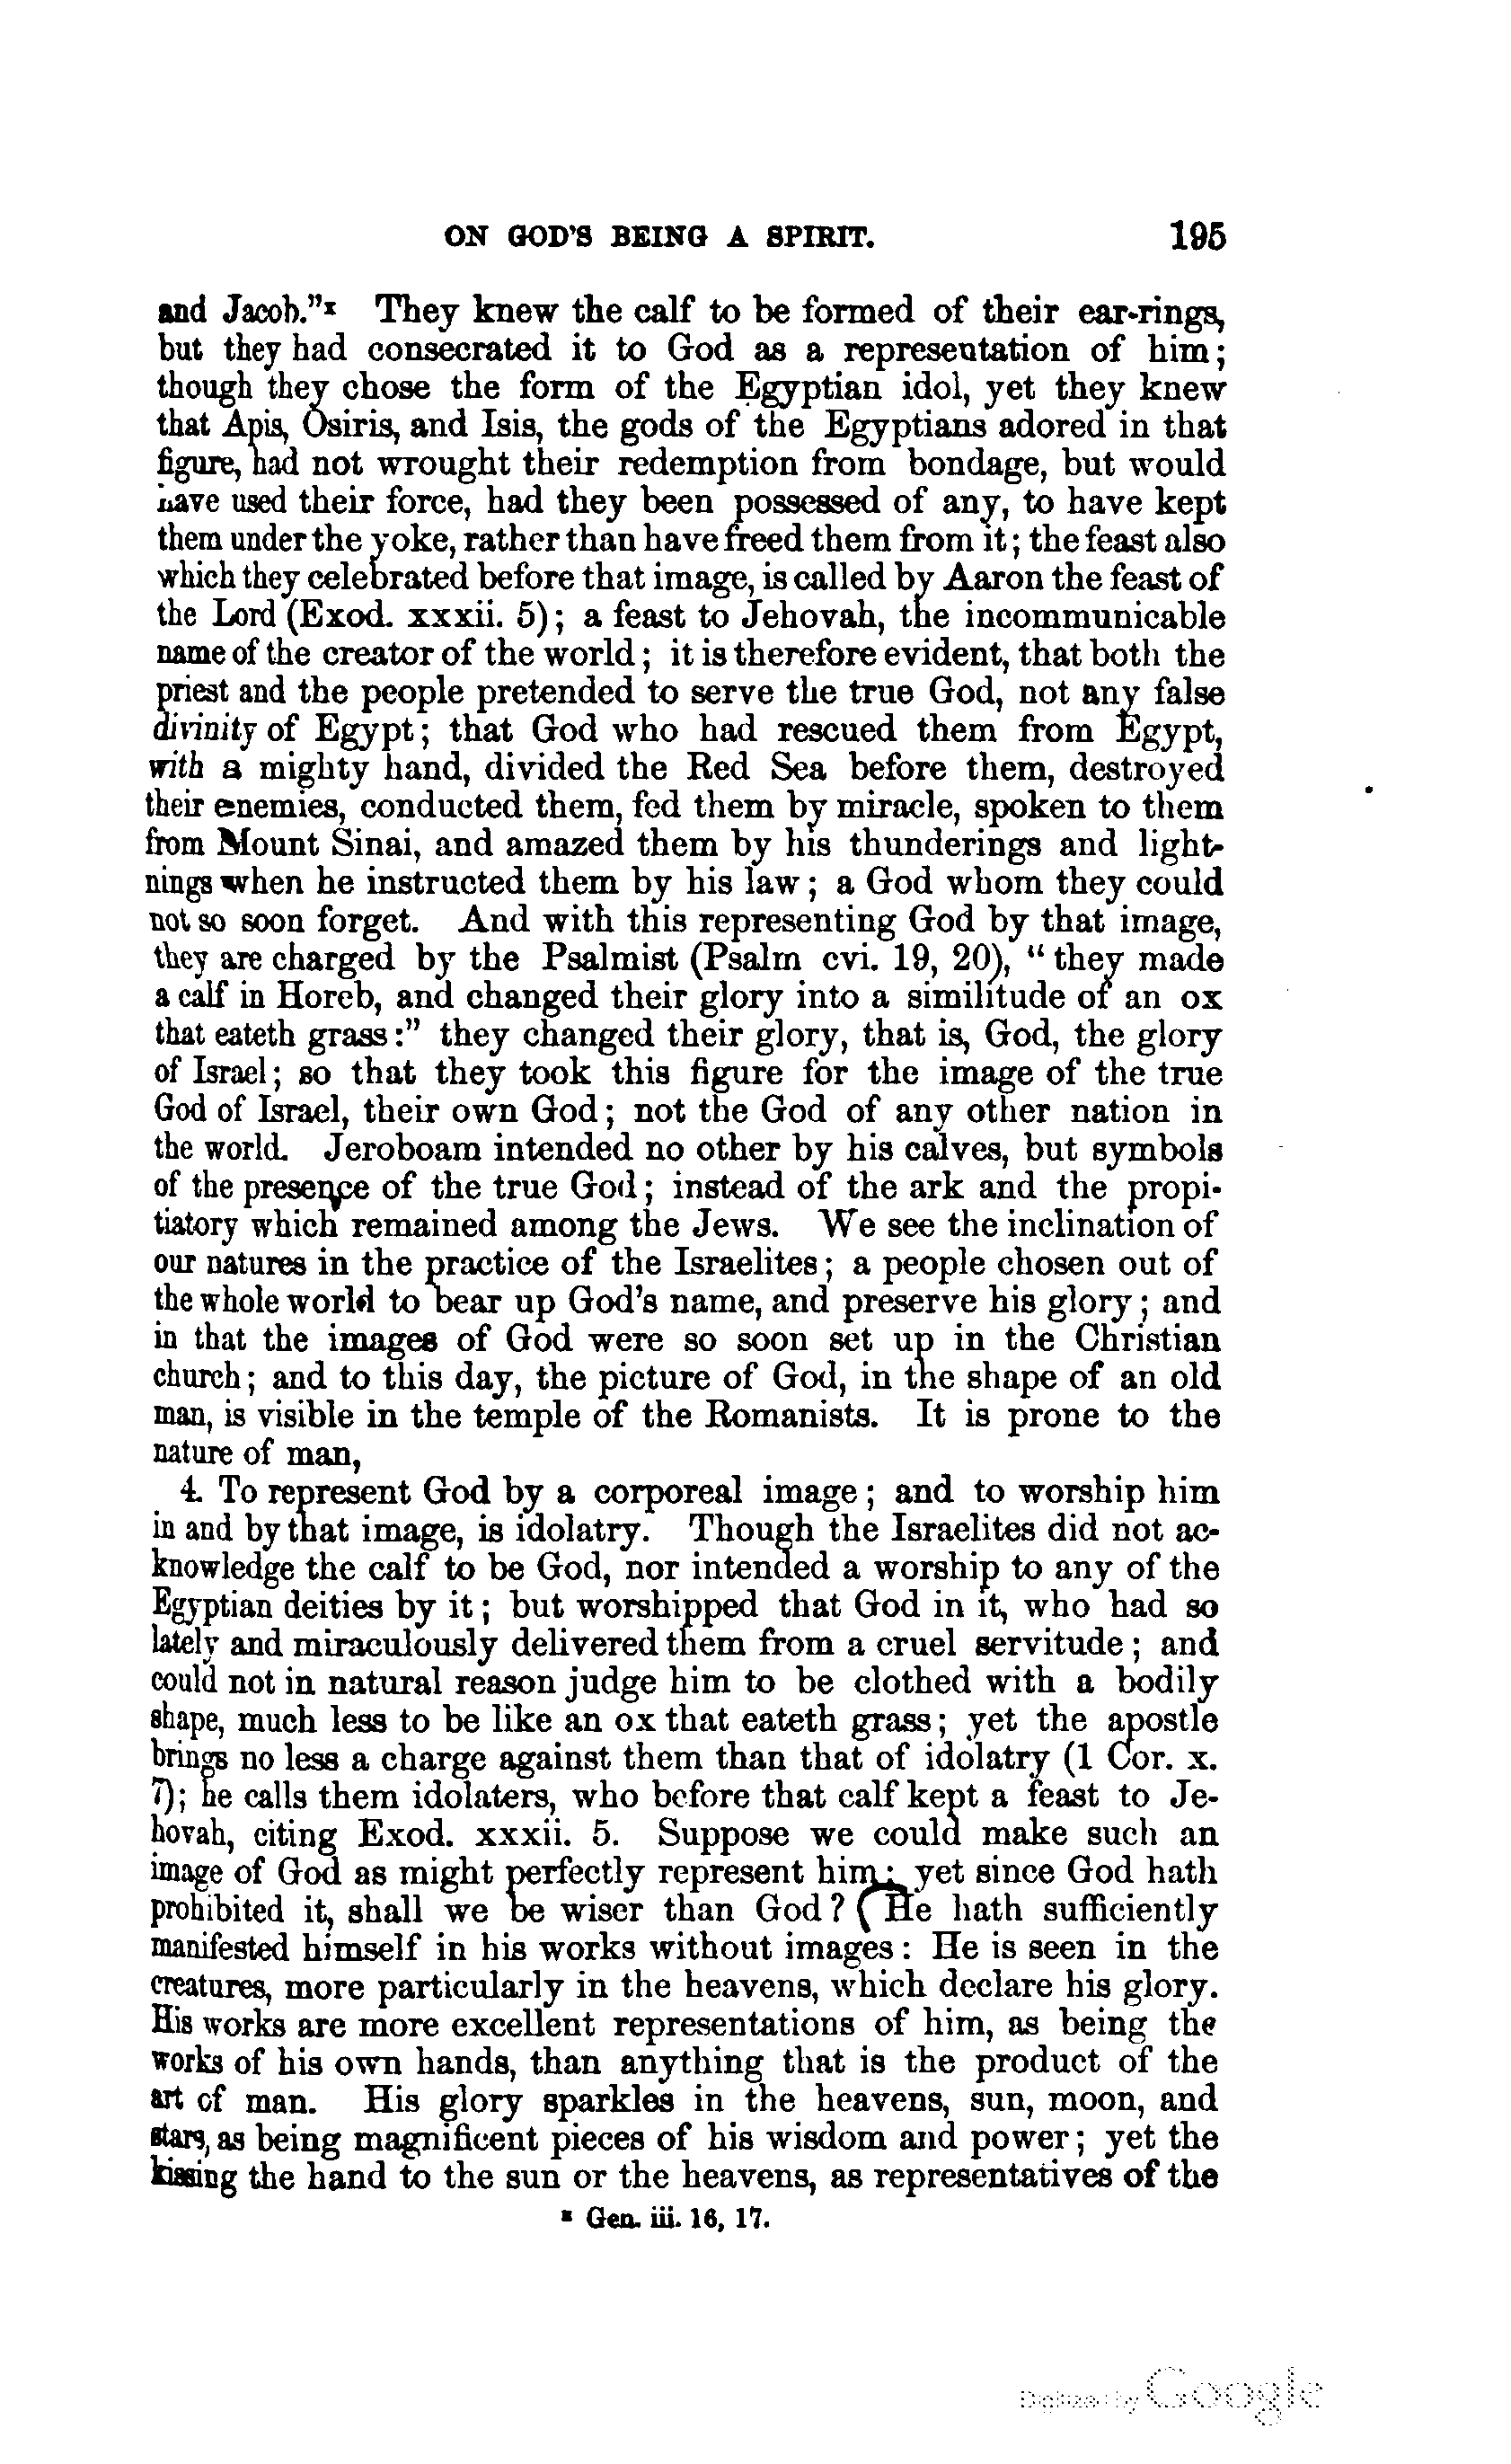 ON GOD'S BEING A SPIRIT. 195
and Jacob."x They knew the calf to be formed of their ear-rings,
but they had consecrated it to God as a representation of him;
though they chose the form of the Egyptian idol, yet they knew
that Apis, Osiris, and Isis, the gods of the Egyptians adored in that
figure, had not wrought their redemption from bondage, but would
have used their force, had they been possessed of any, to have kept
them under the yoke, rather than have freed them from it; the feast also
which they celebrated before that image, is called by Aaron the feast of
the Lord (Exod. xxxii. 5); a feast to Jehovah, the incommunicable
name of the creator of the world; it is therefore evident, that both the
priest and the people pretended to serve the true God, not any false
divinity of Egypt; that God who had rescued them from Egypt,
with a mighty hand, divided the Red Sea before them, destroyed
their enemies, conducted them, fed them by miracle, spoken to them
from Mount Sinai, and amazed them by his thunderings and light-
nings when he instructed them by his law; a God whom they could
not so soon forget. And with this representing God by that image,
they are charged by the Psalmist (Psalm cvi. 19, 20), "they made
a calf in Horeb, and changed their glory into a similitude of an ox
that eateth grass:" they changed their glory, that is, God, the glory
of Israel; so that they took this figure for the image of the true
God of Israel, their own God; not the God of any other nation in
the world. Jeroboam intended no other by his calves, but symbols
of the presence of the true God; instead of the ark and the propi-
tiatory which remained among the Jews. We see the inclination of
our natures in the practice of the Israelites; a people chosen out of
the whole world to bear up God's name, and preserve his glory; and
in that the images of God were so soon set up in the Christian
church; and to this day, the picture of God, in the shape of an old
man, is visible in the temple of the Romanists. It is prone to the
nature of man,
4. To represent God by a corporeal image; and to worship him
in and by that image, is idolatry. Though the Israelites did not ac-
knowledge the calf to be God, nor intended a worship to any of the
Egyptian deities by it; but worshipped that God in it, who had so
lately and miraculously delivered them from a cruel servitude; and
could not in natural reason judge him to be clothed with a bodily
shape, much less to be like an ox that eateth grass; yet the apostle
brings no less a charge against them than that of idolatry (1 Cor. x.
7); he calls them idolaters, who before that calf kept a feast to Je-
hovah, citing Exod. xxxii. 5. Suppose we could make such an
image of God as might perfectly represent him; yet since God hath
prohibited it, shall we be wiser than God? He hath sufficiently
manifested himself in his works without images: He is seen in the
creatures, more particularly in the heavens, which declare his glory.
His works are more excellent representations of him, as being the
works of his own hands, than anything that is the product of the
art of man. His glory sparkles in the heavens, sun, moon, and
stars, as being magnificent pieces of his wisdom and power; yet the
kissing the hand to the sun or the heavens, as representatives of the
x Gen. iii. 16, 17.
Digitized by Google